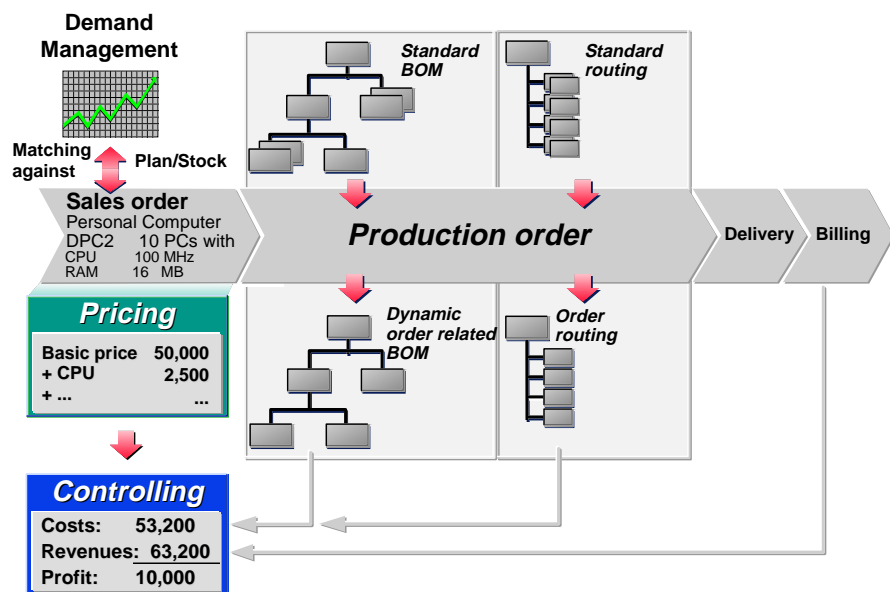 Demand
Management
Matching
against
Plan/Stock
Standard
BOM
Standard
routing
Sales order
Personal Computer
DPC2 10 PCs with
CPU 100 MHz
RAM 16 MB
Production order
Delivery
Billing
Pricing
Basic price 50,000
+ CPU 2,500
+ ... ...
Dynamic
order related
BOM
Order
routing
Controlling
Costs: 53,200
Revenues: 63,200
Profit: 10,000